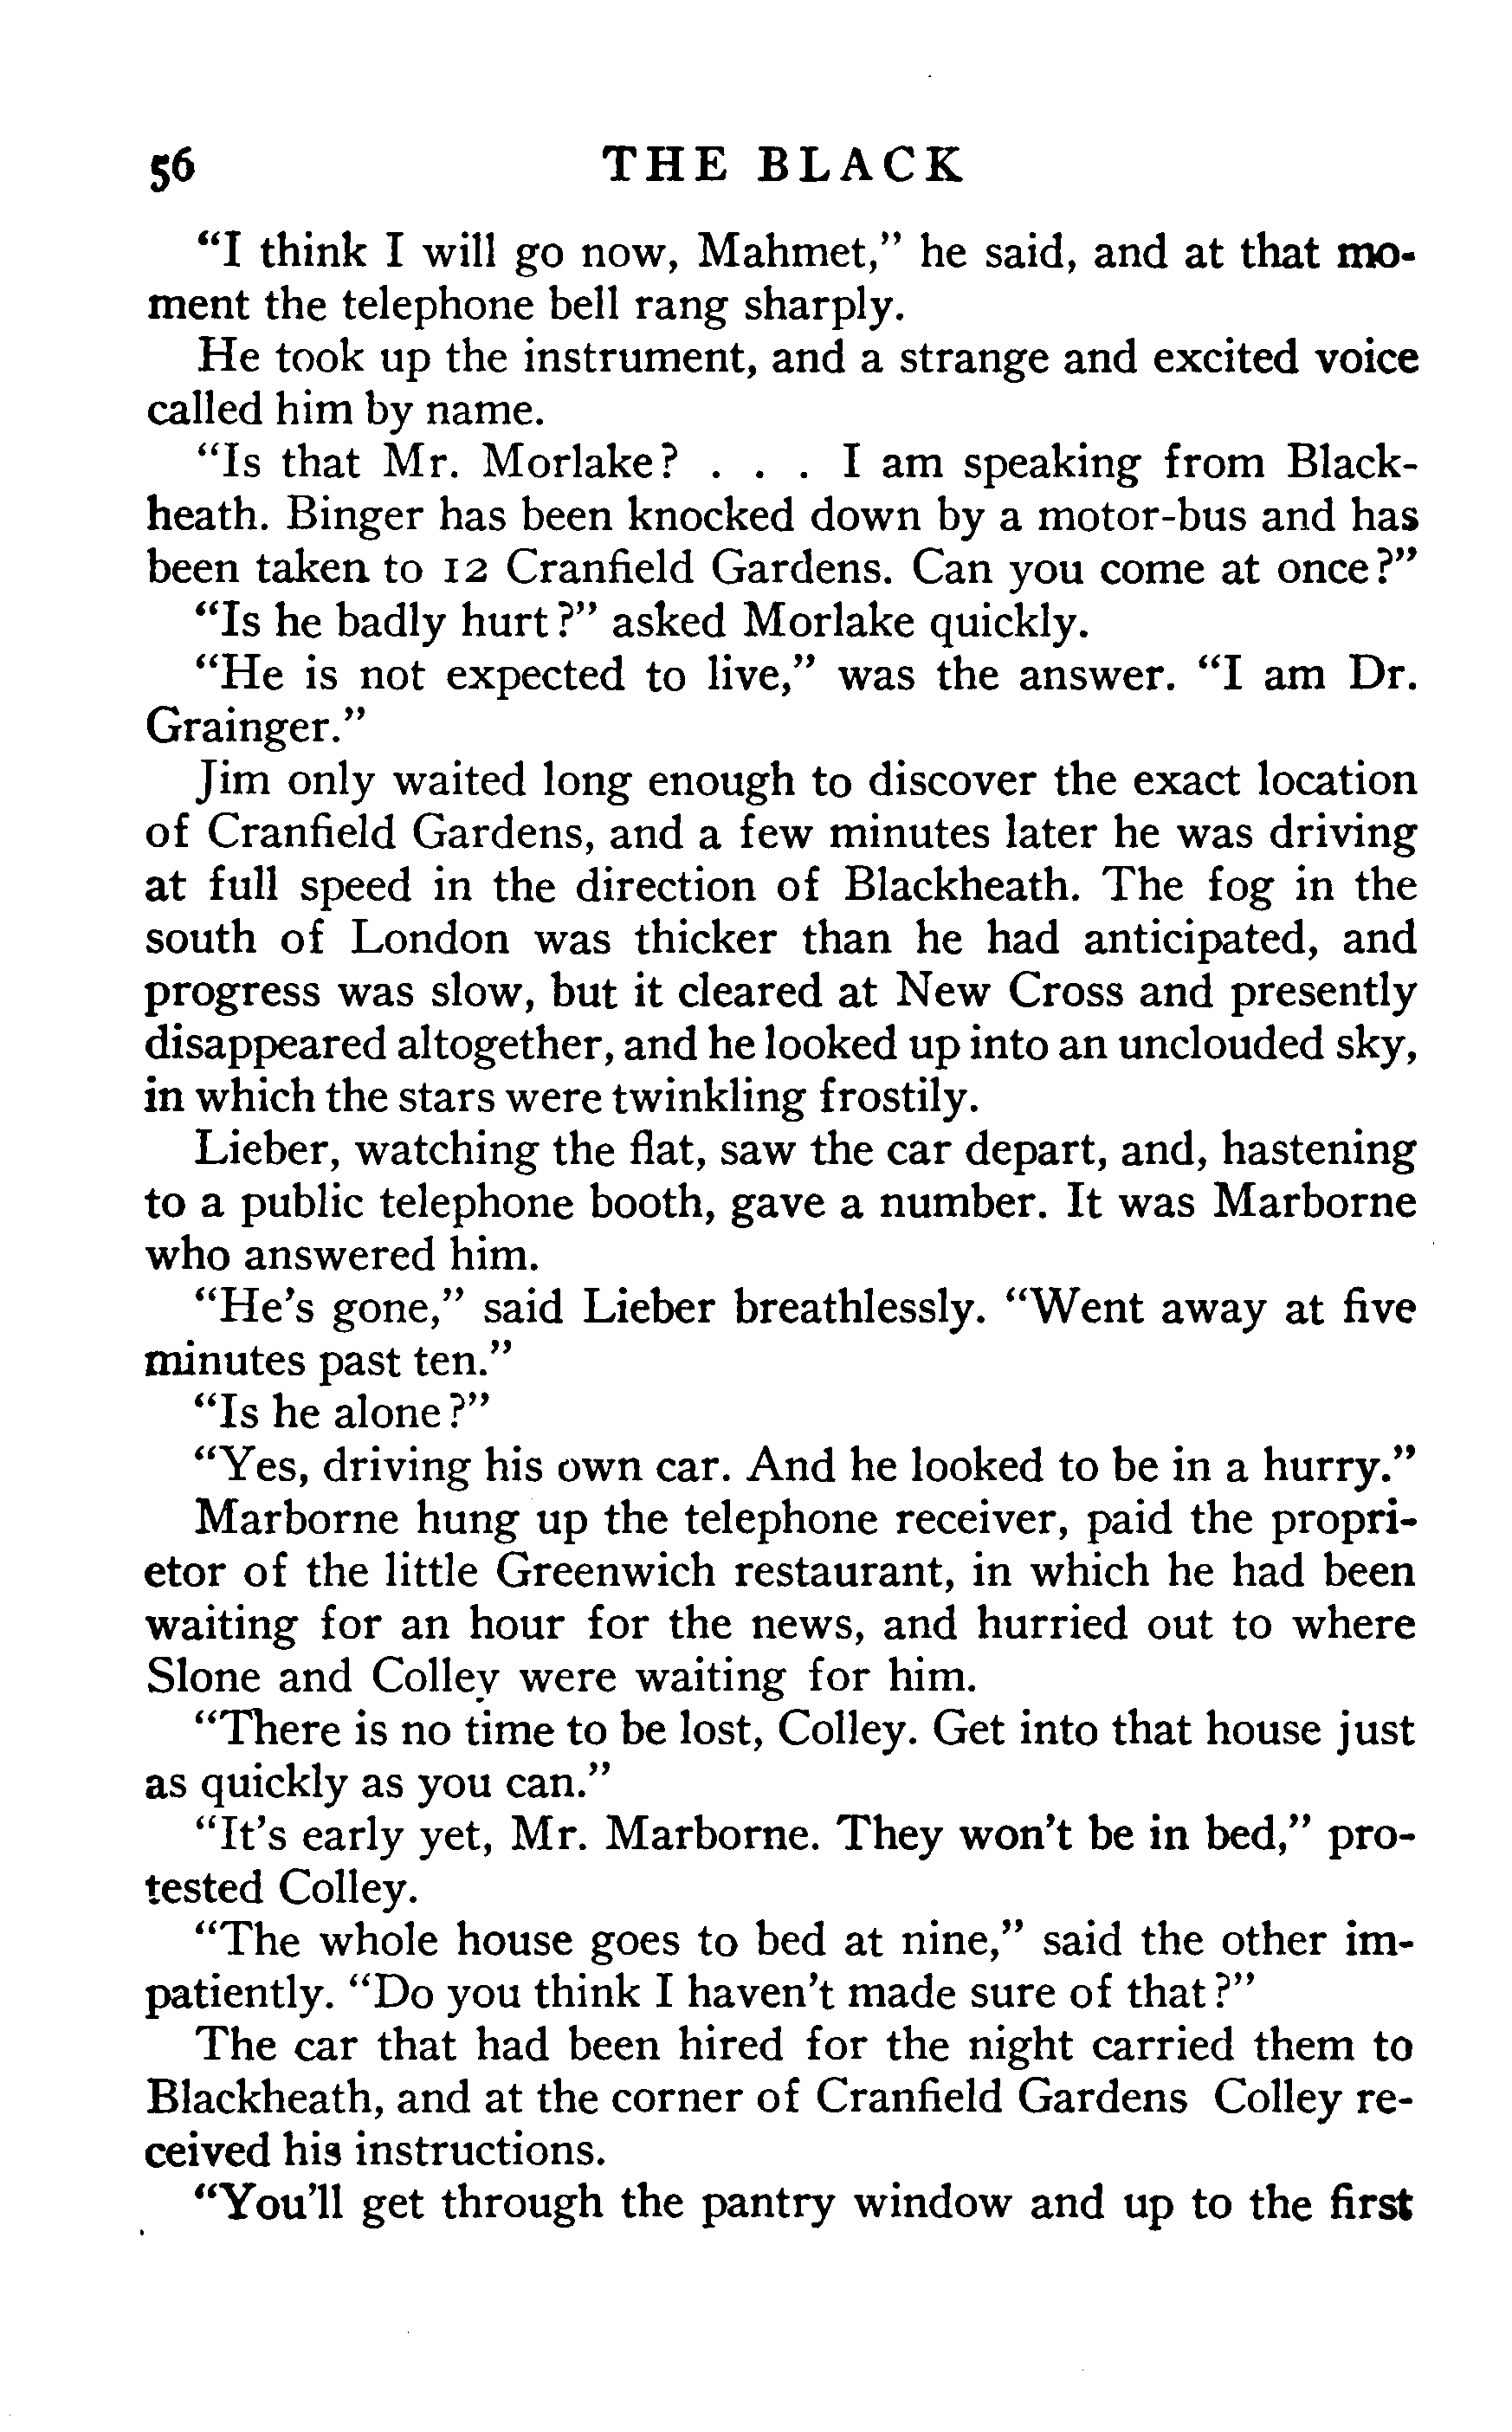 56 THE BLACK
"I think I will go now, Mahmet," he said, and at that mo-
ment the telephone bell rang sharply.
He took up the instrument, and a strange and excited voice
called him by name.
"Is that Mr. Morlake? . . . I am speaking from Black-
heath. Binger has been knocked down by a motor-bus and has
been taken to 12 Cranfield Gardens. Can you come at once?"
"Is he badly hurt?" asked Morlake quickly.
"He is not expected to live," was the answer. "I am Dr.
Grainger."
Jim only waited long enough to discover the exact location
of Cranfield Gardens, and a few minutes later he was driving
at full speed in the direction of Blackheath. The fog in the
south of London was thicker than he had anticipated, and
progress was slow, but it cleared at New Cross and presently
disappeared altogether, and he looked up into an unclouded sky,
in which the stars were twinkling frostily.
Lieber, watching the flat, saw the car depart, and, hastening
to a public telephone booth, gave a number. It was Marborne
who answered him.
"He's gone," said Lieber breathlessly. "Went away at five
minutes past ten."
"Is he alone?"
"Yes, driving his own car. And he looked to be in a hurry."
Marborne hung up the telephone receiver, paid the propri-
etor of the little Greenwich restaurant, in which he had been
waiting for an hour for the news, and hurried out to where
Slone and Colley were waiting for him.
"There is no time to be lost, Colley. Get into that house just
as quickly as you can."
"It's early yet, Mr. Marborne. They won't be in bed," pro-
tested Colley.
"The whole house goes to bed at nine," said the other im-
patiently. "Do you think I haven't made sure of that?"
The car that had been hired for the night carried them to
Blackheath, and at the corner of Cranfield Gardens Colley re-
ceived his instructions.
"You'll get through the pantry window and up to the first